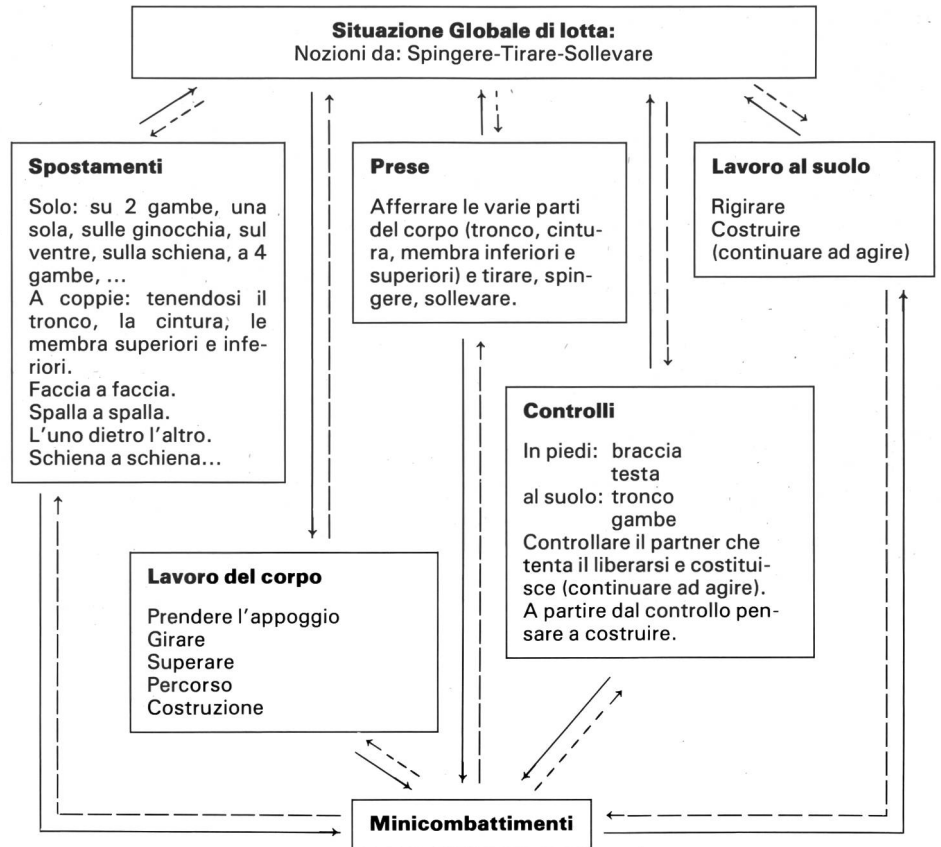 Situazione Globale di lotta:
Nozioni da: Spingere-Tirare-Sollevare
Spostamenti
Solo: su 2 gambe, una
sola, sulle ginocchia, sul
ventre, sulla schiena, a 4
gambe, ...
A coppie: tenendosi il
tronco, la cintura, le
membra superiori e infe-
riori.
Faccia a faccia.
Spalla a spalla.
L'uno dietro l'altro.
Schiena a schiena...
Prese
Afferrare le varie parti
del corpo (tronco, cintu-
ra, membra inferiori e
superiori) e tirare, spin-
gere, sollevare.
Lavoro al suolo
Rigirare
Costruire
(continuare ad agire)
Controlli
In piedi: braccia
testa
al suolo: tronco
gambe
Controllare il partner che
tenta il liberarsi e costitui-
sce (continuare ad agire).
A partire dal controllo pen-
sare a costruire.
Lavoro del corpo
Prendere l'appoggio
Girare
Superare
Percorso
Costruzione
Minicombattimenti